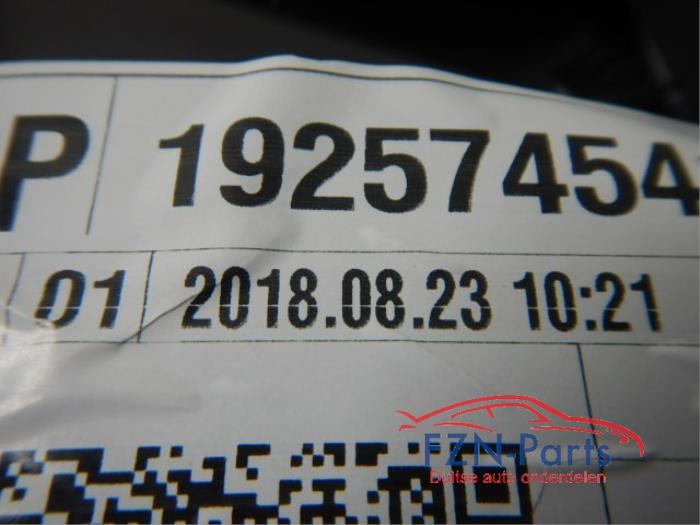 P 19257454
01 2018.08.23 10:21
FZN-Parts
Duitse auto onderdelen